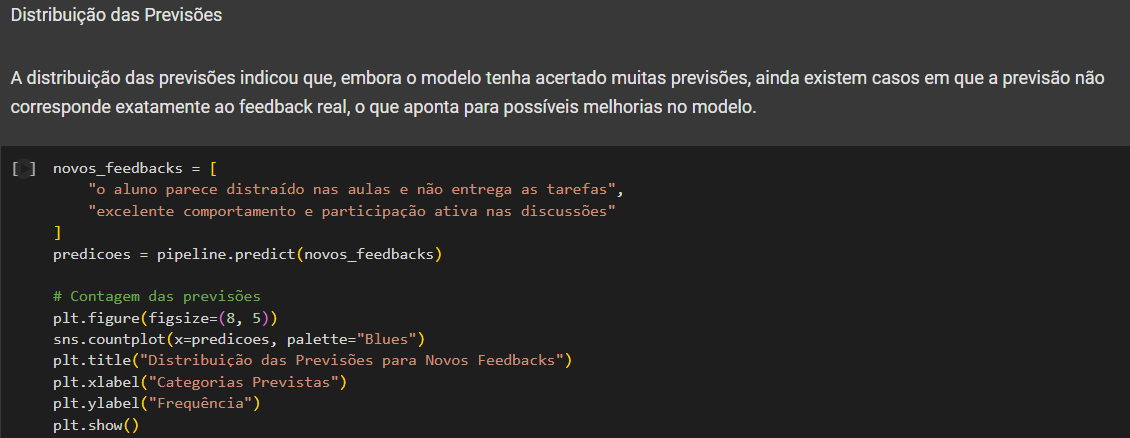 Distribuição das Previsões
A distribuição das previsões indicou que, embora o modelo tenha acertado muitas previsões, ainda existem casos em que a previsão não
corresponde exatamente ao feedback real, o que aponta para possíveis melhorias no modelo.
[ ] novos_feedbacks = [
    "o aluno parece distraído nas aulas e não entrega as tarefas",
    "excelente comportamento e participação ativa nas discussões"
]
predicoes = pipeline.predict(novos_feedbacks)
# Contagem das previsões
plt.figure(figsize=(8, 5))
sns.countplot(x=predicoes, palette="Blues")
plt.title("Distribuição das Previsões para Novos Feedbacks")
plt.xlabel("Categorias Previstas")
plt.ylabel("Frequência")
plt.show()